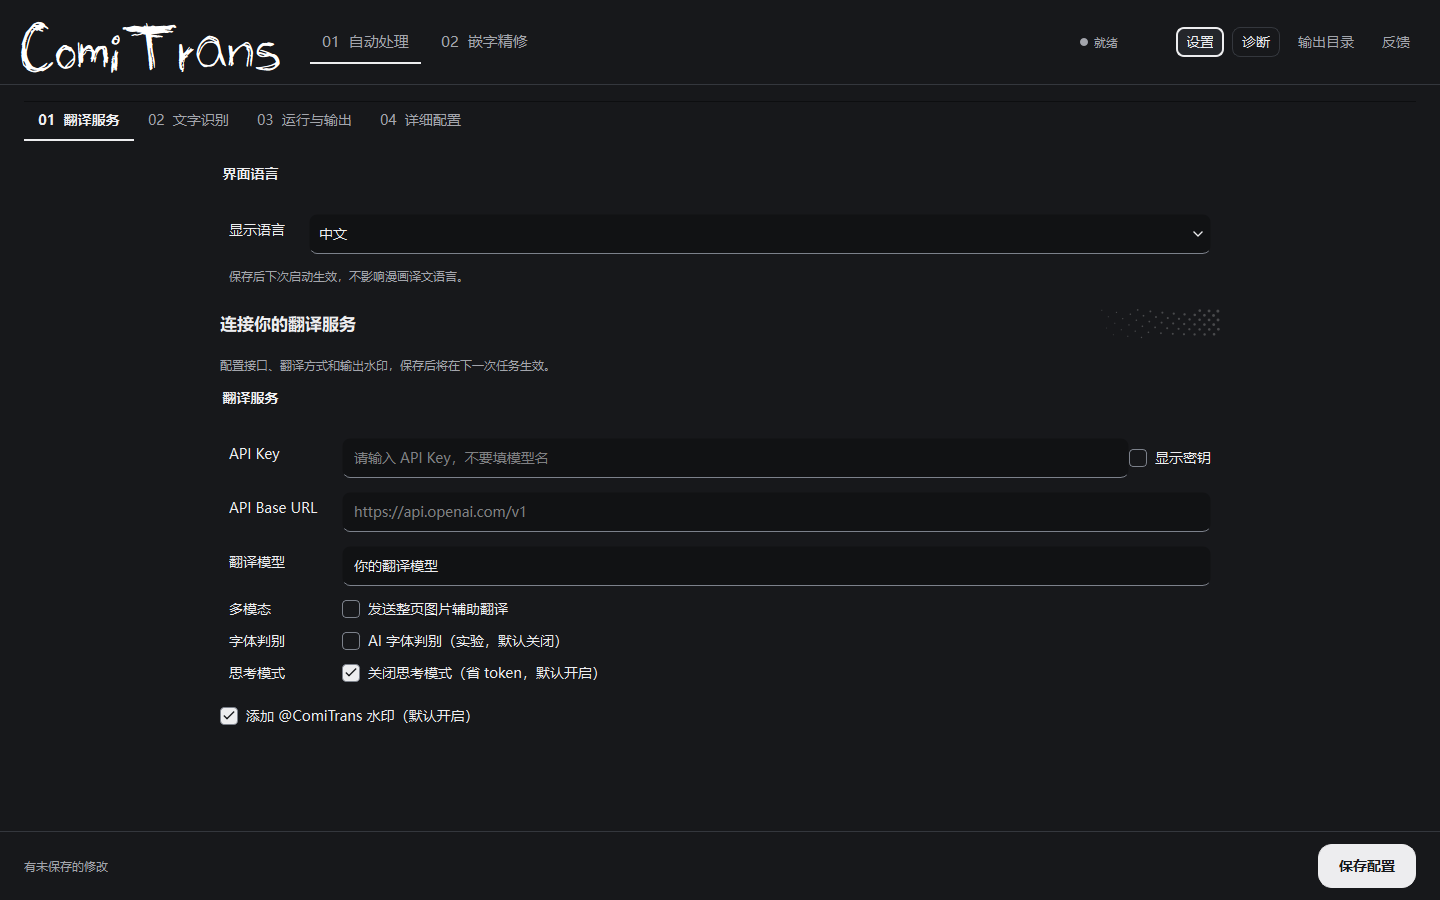 ComiTrans
01 自动处理
02 嵌字精修
就绪
设置
诊断
输出目录
反馈
01 翻译服务
02 文字识别
03 运行与输出
04 详细配置
界面语言
显示语言
中文
保存后下次启动生效，不影响漫画译文语言。
连接你的翻译服务
配置接口、翻译方式和输出水印，保存后将在下一次任务生效。
翻译服务
API Key
请输入 API Key，不要填模型名
显示密钥
API Base URL
https://api.openai.com/v1
翻译模型
你的翻译模型
多模态
发送整页图片辅助翻译
字体判别
AI 字体判别（实验，默认关闭）
思考模式
关闭思考模式（省 token，默认开启）
添加 @ComiTrans 水印（默认开启）
有未保存的修改
保存配置